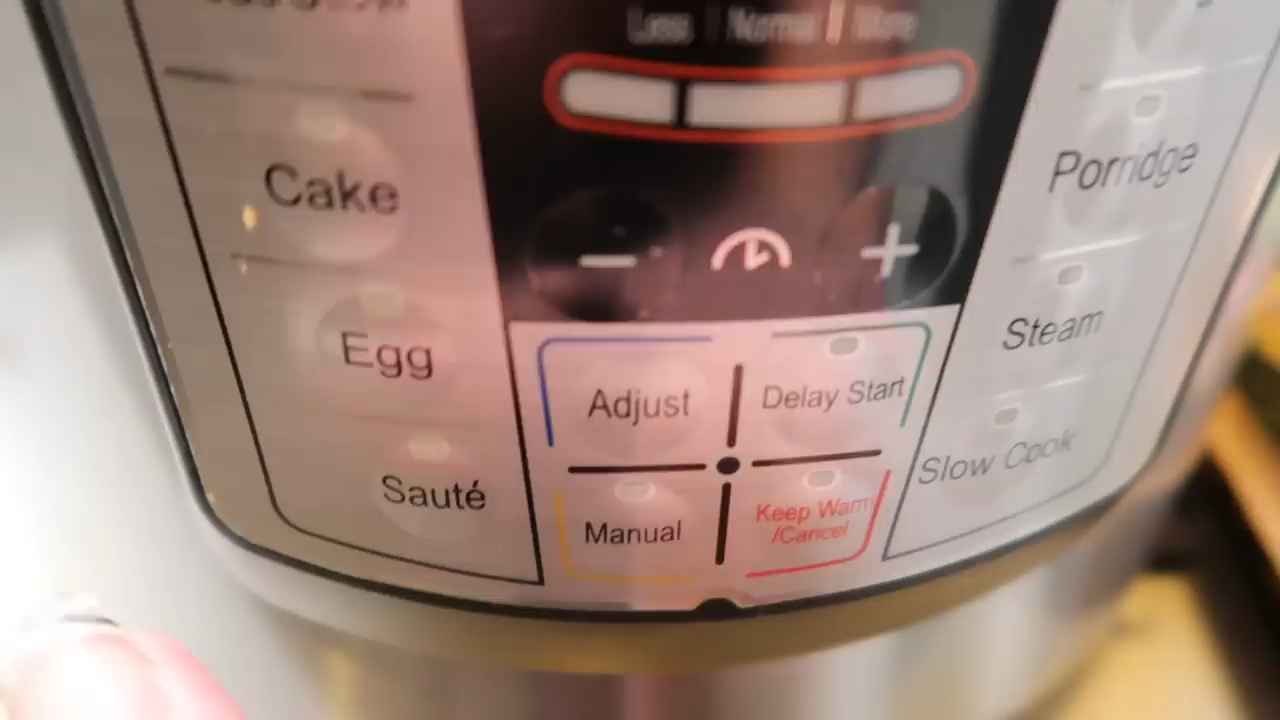 Less | Normal | More
Cake
Porridge
− +
Egg
Steam
Adjust
Delay Start
Sauté
Slow Cook
Manual
Keep Warm
/Cancel